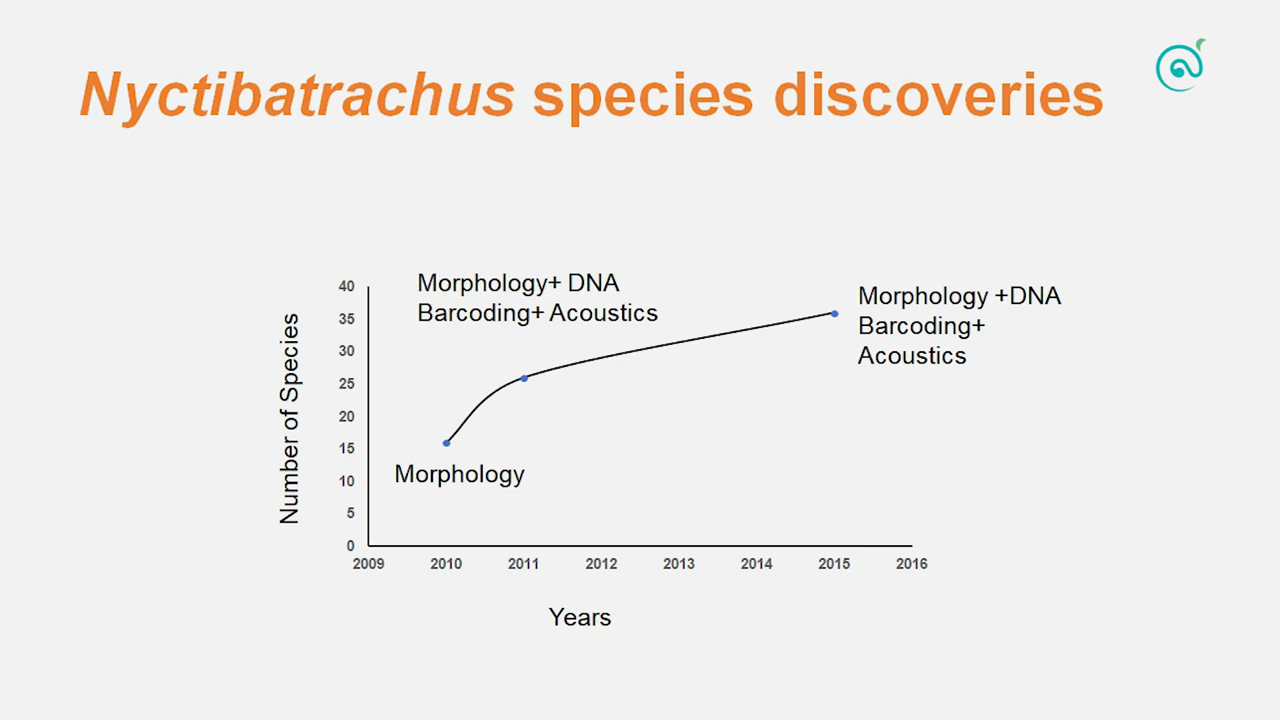 Nyctibatrachus species discoveries
Morphology+ DNA
Barcoding+ Acoustics
Morphology +DNA
Barcoding+
Acoustics
Morphology
Number of Species
40
35
30
25
20
15
10
5
0
2009 2010 2011 2012 2013 2014 2015 2016
Years